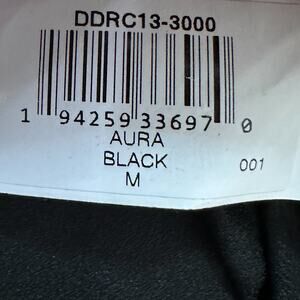 DDRC13-3000
1 94259 33697 0
AURA
BLACK 001
M